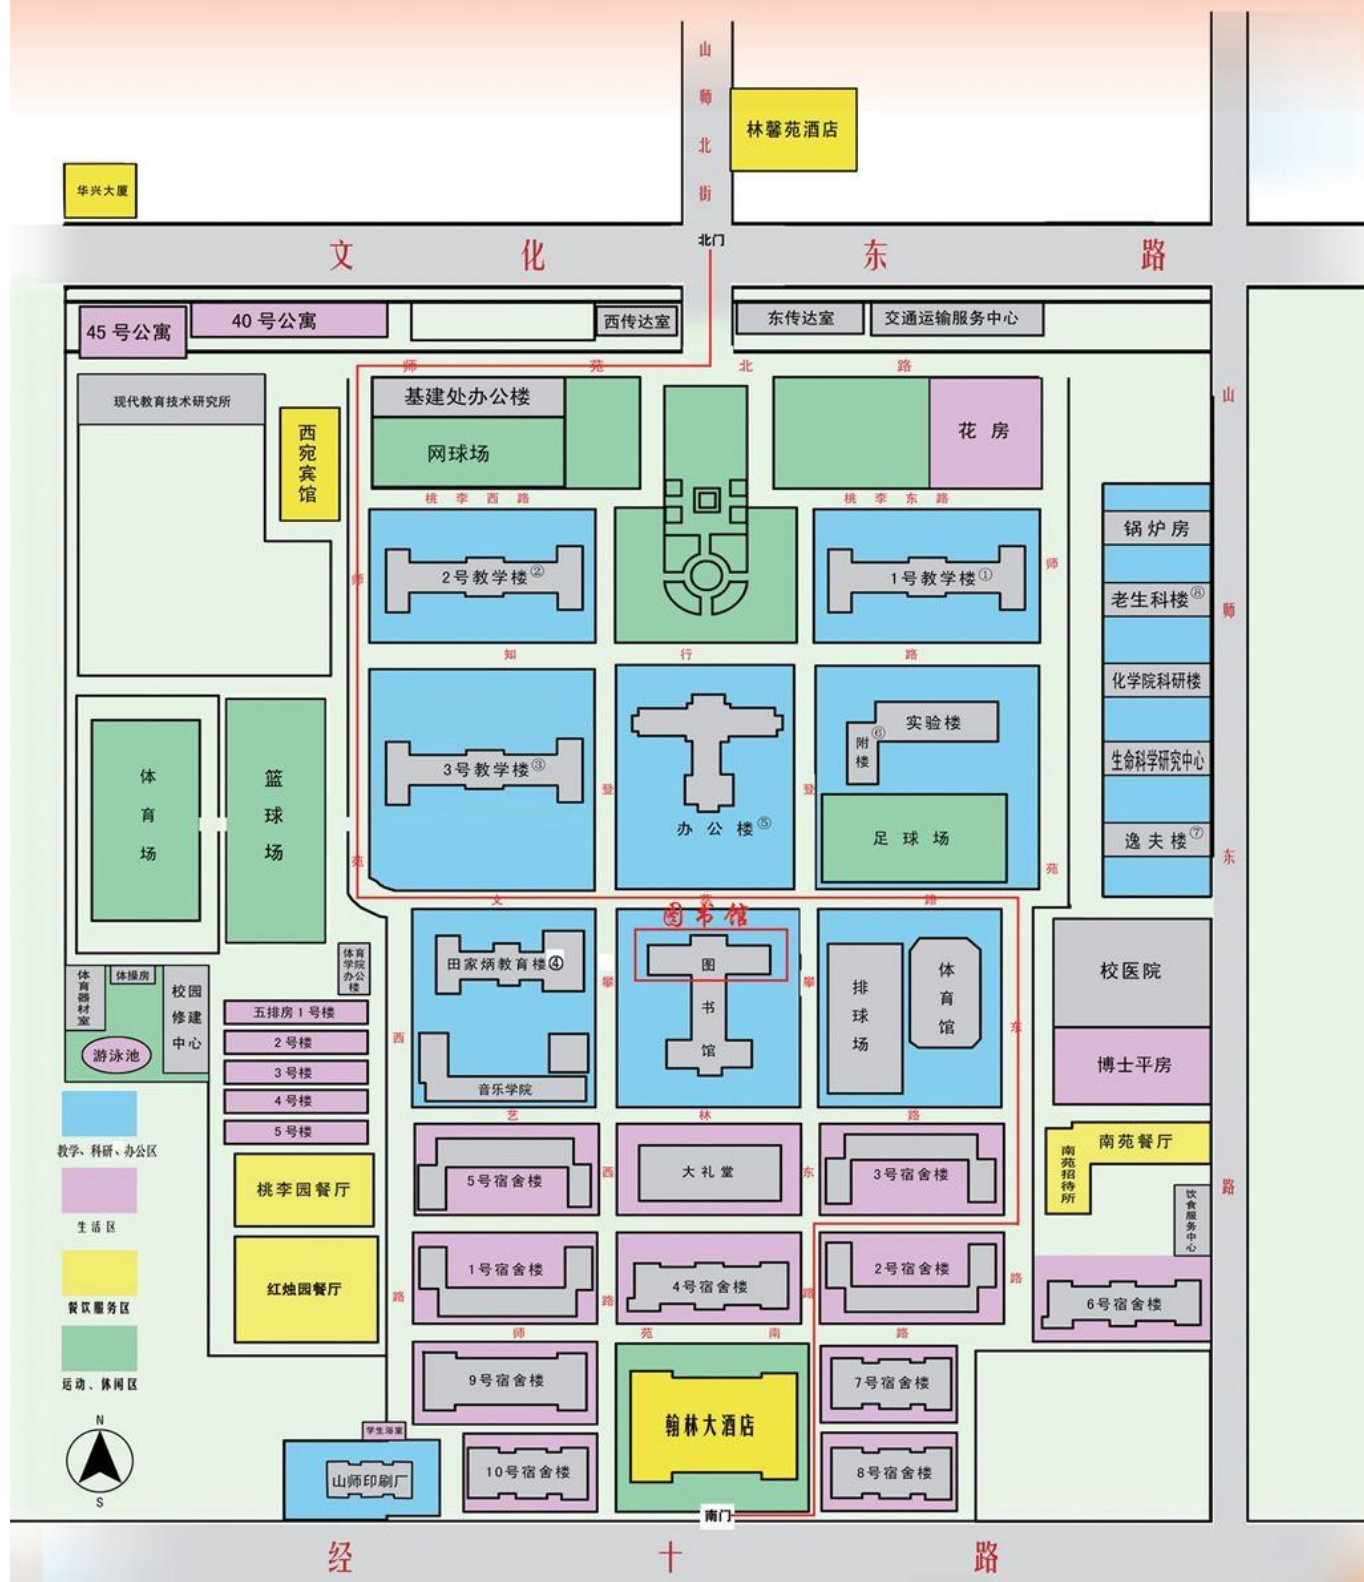 山师北街
林馨苑酒店
华兴大厦
北门
文化东路
45号公寓
40号公寓
西传达室
东传达室
交通运输服务中心
师苑北路
现代教育技术研究所
西宛宾馆
基建处办公楼
网球场
花房
桃李西路
桃李东路
山师东路
锅炉房
老生科楼⑧
化学院科研楼
生命科学研究中心
逸夫楼⑦
2号教学楼②
1号教学楼①
师苑西路
师苑东路
知行路
体育场
篮球场
3号教学楼③
办公楼⑤
实验楼
附楼⑥
足球场
登攀西路
登攀东路
文苑路
图书馆
体育器材室
体操房
校园修建中心
游泳池
体育学院办公楼
田家炳教育楼④
图书馆
排球场
体育馆
校医院
五排房1号楼
2号楼
3号楼
4号楼
5号楼
音乐学院
博士平房
艺林路
教学、科研、办公区
生活区
餐饮服务区
运动、休闲区
桃李园餐厅
红烛园餐厅
5号宿舍楼
大礼堂
3号宿舍楼
南苑餐厅
南苑招待所
饮食服务中心
1号宿舍楼
4号宿舍楼
2号宿舍楼
6号宿舍楼
师苑南路
9号宿舍楼
翰林大酒店
7号宿舍楼
N
S
学生浴室
山师印刷厂
10号宿舍楼
8号宿舍楼
南门
经十路